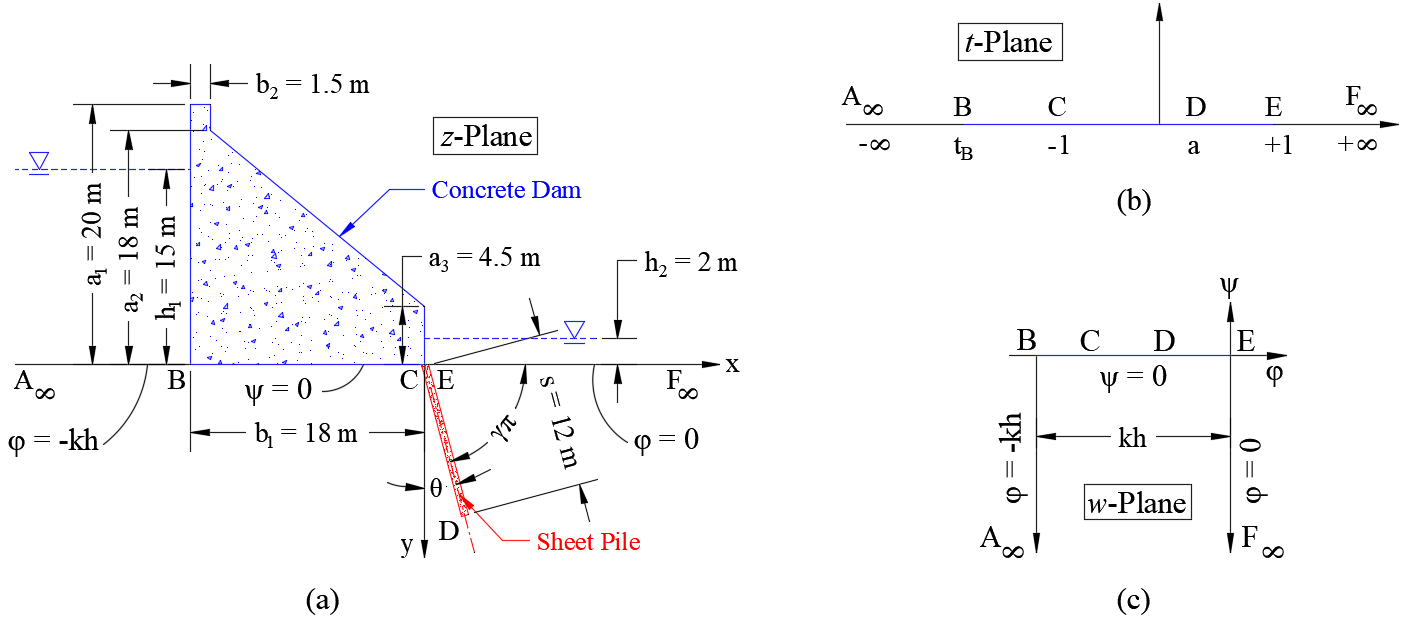 b₂ = 1.5 m
z-Plane
Concrete Dam
a₁ = 20 m
a₂ = 18 m
h₁ = 15 m
a₃ = 4.5 m
h₂ = 2 m
A∞
B
ψ = 0
C
E
F∞
x
φ = -kh
b₁ = 18 m
γπ
s = 12 m
φ = 0
θ
D
y
Sheet Pile
(a)
t-Plane
A∞ B C D E F∞
-∞ t_B -1 a +1 +∞
(b)
ψ
B C D E
ψ = 0
φ
φ = -kh
kh
φ = 0
w-Plane
A∞
F∞
(c)